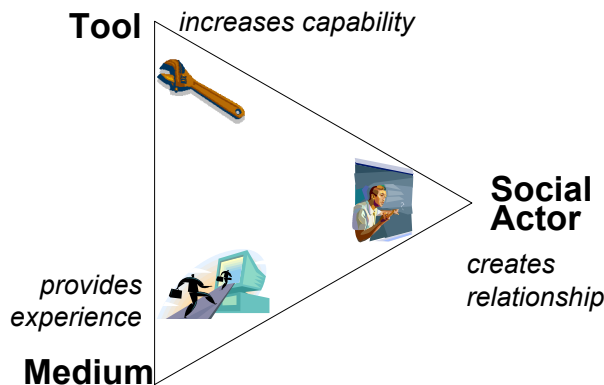 Tool
increases capability
Social
Actor
creates
relationship
provides
experience
Medium